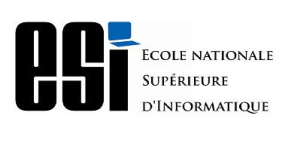 esi
Ecole nationale
Supérieure
d'Informatique